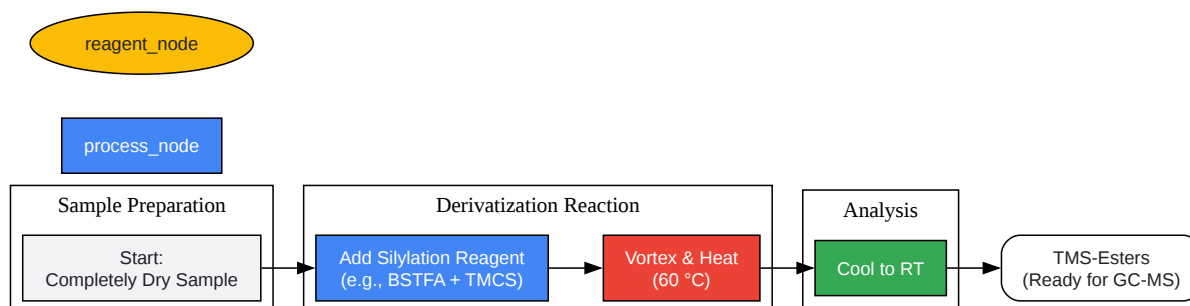 reagent_node
process_node
Sample Preparation
Start:
Completely Dry Sample
Derivatization Reaction
Add Silylation Reagent
(e.g., BSTFA + TMCS)
Vortex & Heat
(60 °C)
Analysis
Cool to RT
TMS-Esters
(Ready for GC-MS)